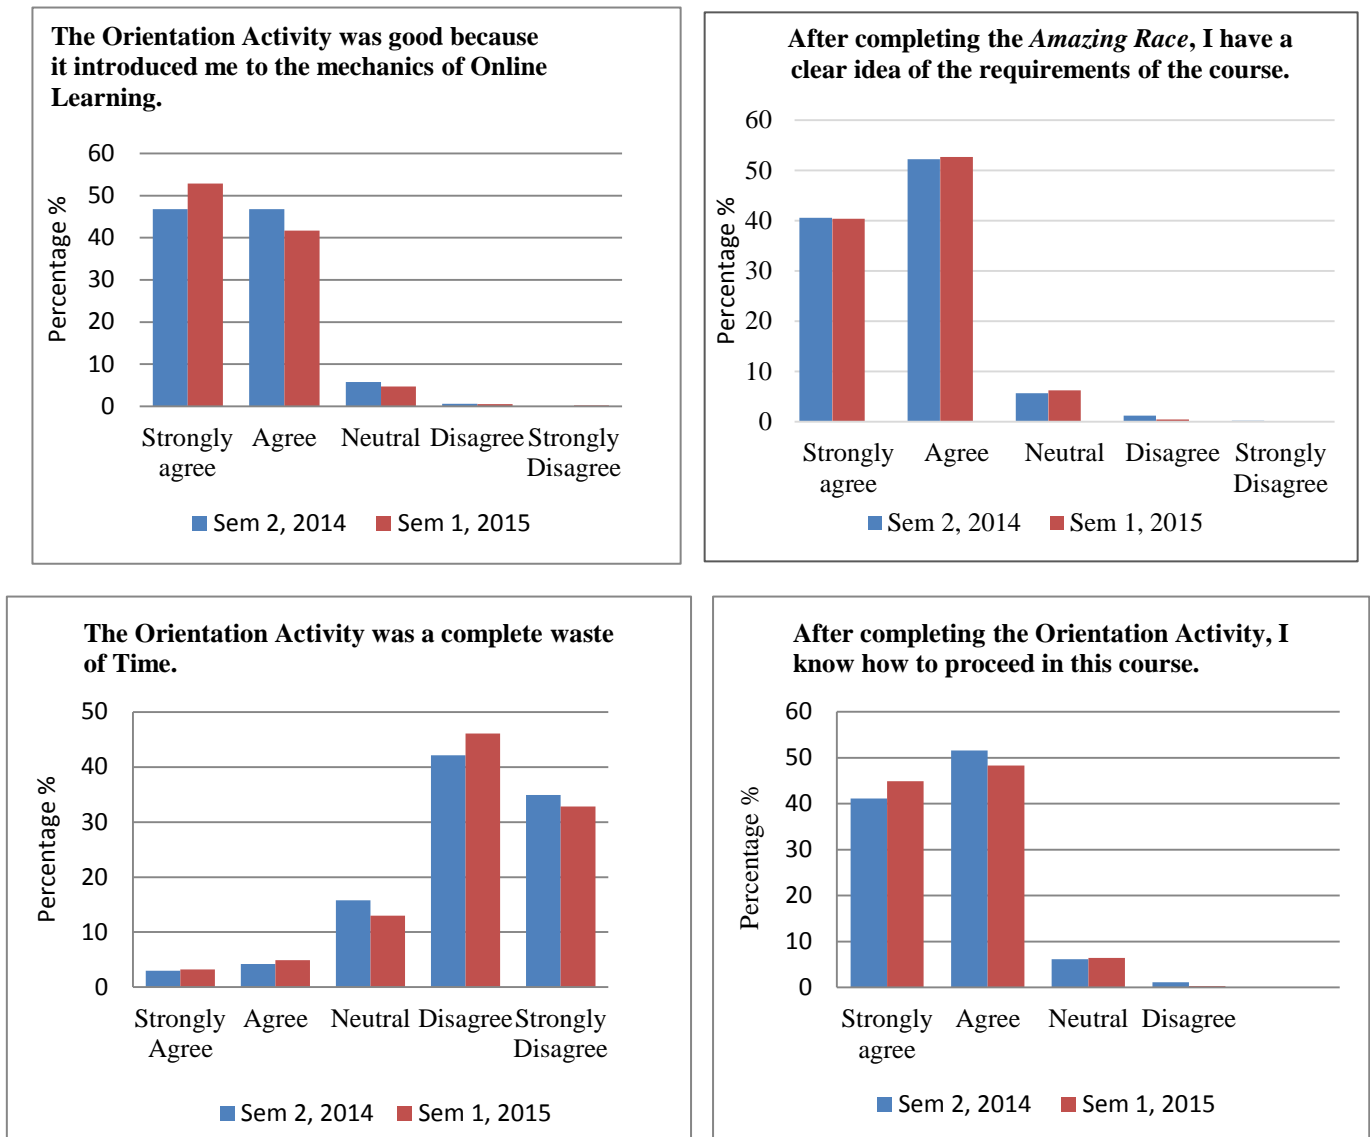 The Orientation Activity was good because
it introduced me to the mechanics of Online
Learning.
60
50
40
30
20
10
0
Percentage %
Strongly agree
Agree
Neutral
Disagree
Strongly Disagree
Sem 2, 2014
Sem 1, 2015
After completing the Amazing Race, I have a
clear idea of the requirements of the course.
60
50
40
30
20
10
0
Percentage %
Strongly
agree
Agree
Neutral
Disagree
Strongly
Disagree
Sem 2, 2014
Sem 1, 2015
The Orientation Activity was a complete waste
of Time.
50
40
30
20
10
0
Percentage %
Strongly
Agree
Agree
Neutral
Disagree
Strongly
Disagree
Sem 2, 2014
Sem 1, 2015
After completing the Orientation Activity, I
know how to proceed in this course.
60
50
40
30
20
10
0
Percentage %
Strongly
agree
Agree
Neutral
Disagree
Sem 2, 2014
Sem 1, 2015